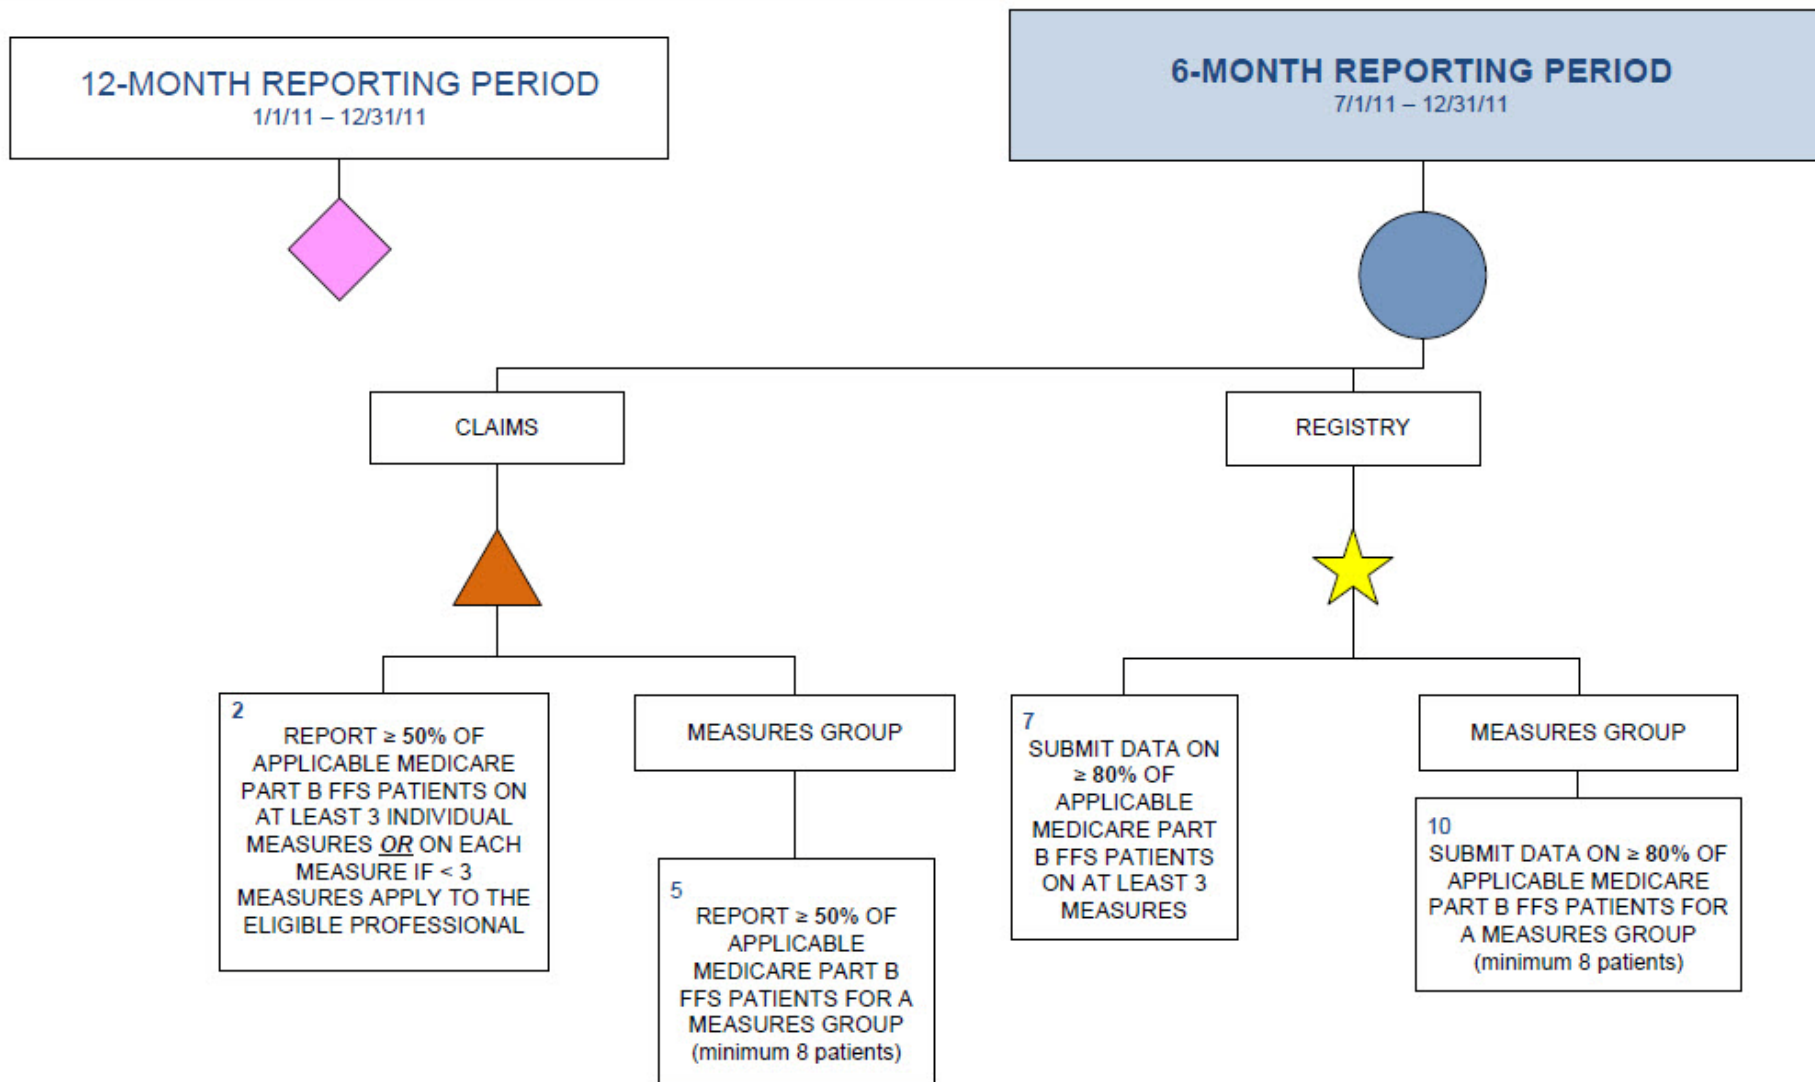 12-MONTH REPORTING PERIOD
1/1/11 – 12/31/11
6-MONTH REPORTING PERIOD
7/1/11 – 12/31/11
CLAIMS
REGISTRY
2
REPORT ≥ 50% OF
APPLICABLE MEDICARE
PART B FFS PATIENTS ON
AT LEAST 3 INDIVIDUAL
MEASURES OR ON EACH
MEASURE IF < 3
MEASURES APPLY TO THE
ELIGIBLE PROFESSIONAL
MEASURES GROUP
5
REPORT ≥ 50% OF
APPLICABLE
MEDICARE PART B
FFS PATIENTS FOR A
MEASURES GROUP
(minimum 8 patients)
7
SUBMIT DATA ON
≥ 80% OF
APPLICABLE
MEDICARE PART
B FFS PATIENTS
ON AT LEAST 3
MEASURES
MEASURES GROUP
10
SUBMIT DATA ON ≥ 80% OF
APPLICABLE MEDICARE
PART B FFS PATIENTS FOR
A MEASURES GROUP
(minimum 8 patients)